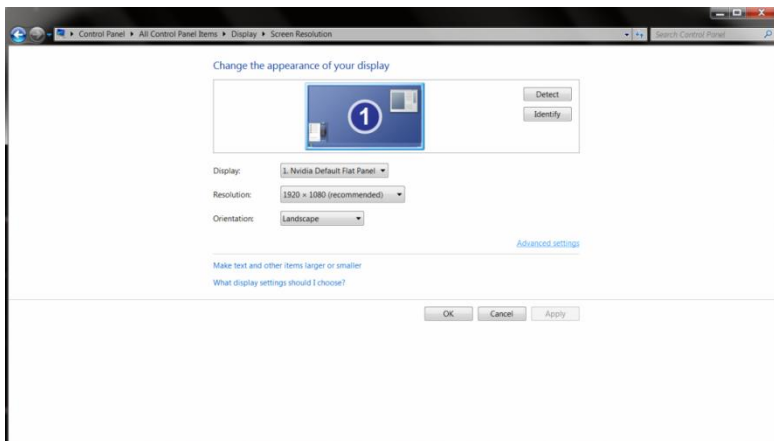 Control Panel ▸ All Control Panel Items ▸ Display ▸ Screen Resolution
Search Control Panel
Change the appearance of your display
1
Detect
Identify
Display: 1. Nvidia Default Flat Panel
Resolution: 1920 × 1080 (recommended)
Orientation: Landscape
Advanced settings
Make text and other items larger or smaller
What display settings should I choose?
OK Cancel Apply